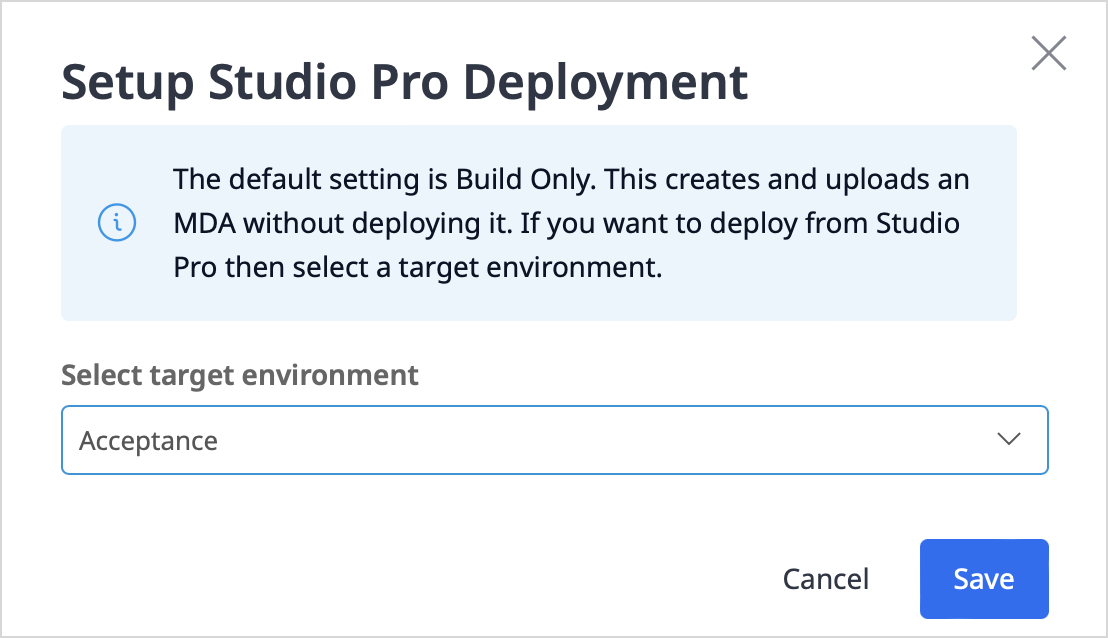 Setup Studio Pro Deployment
The default setting is Build Only. This creates and uploads an
MDA without deploying it. If you want to deploy from Studio
Pro then select a target environment.
Select target environment
Acceptance
Cancel
Save